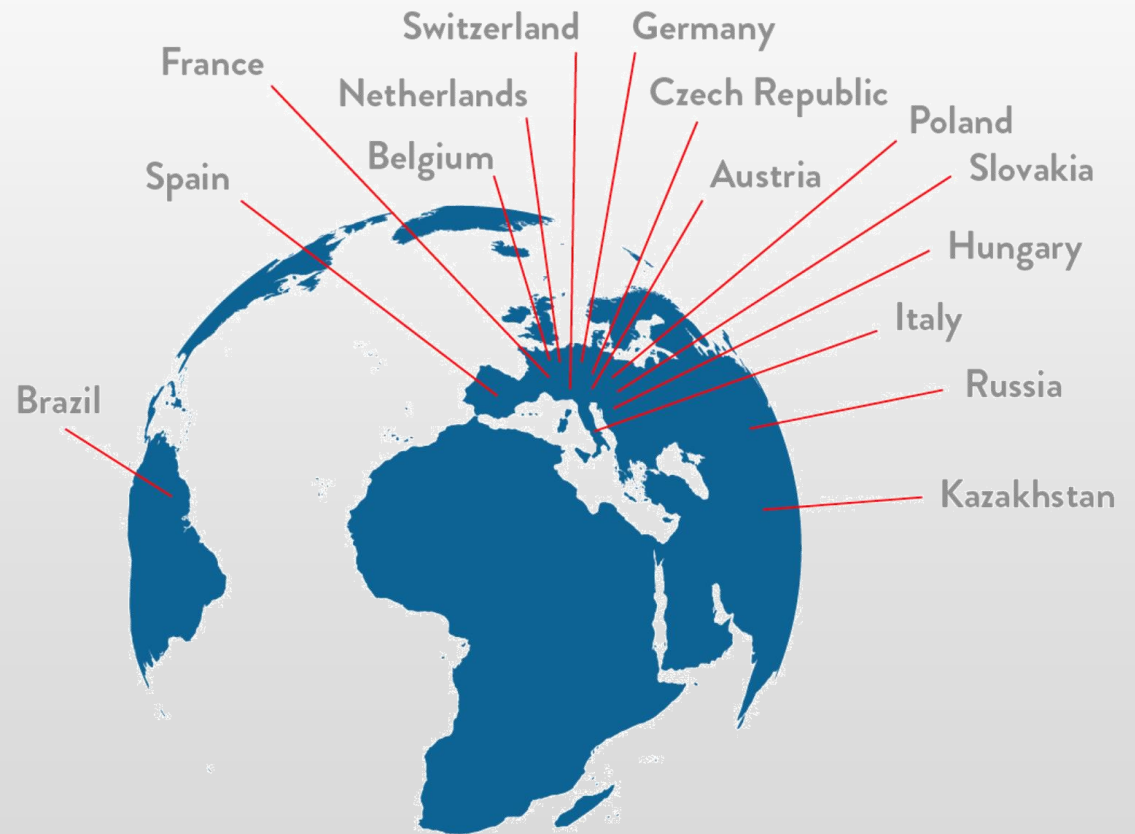 Switzerland
Germany
France
Netherlands
Czech Republic
Poland
Belgium
Slovakia
Spain
Austria
Hungary
Italy
Russia
Brazil
Kazakhstan